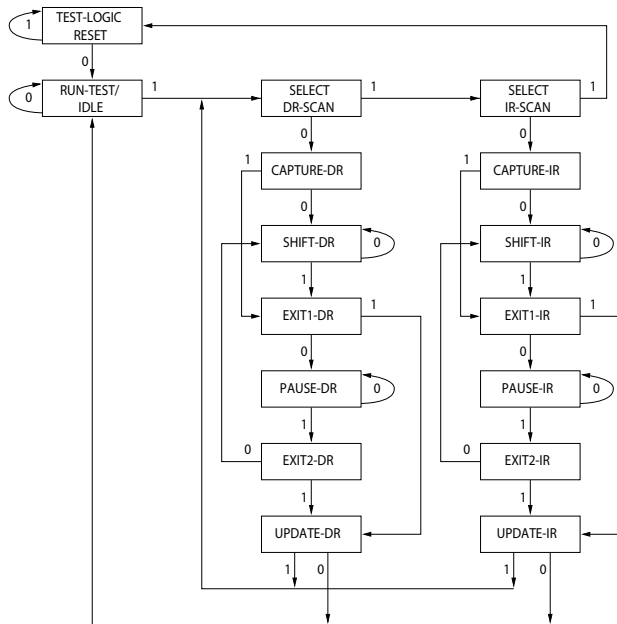 TEST-LOGIC
RESET
1
0
RUN-TEST/
IDLE
0
1
SELECT
DR-SCAN
1
SELECT
IR-SCAN
1
0
0
1
CAPTURE-DR
1
CAPTURE-IR
0
0
SHIFT-DR
0
SHIFT-IR
0
1
1
EXIT1-DR
1
EXIT1-IR
1
0
0
PAUSE-DR
0
PAUSE-IR
0
1
1
0
EXIT2-DR
0
EXIT2-IR
1
1
UPDATE-DR
UPDATE-IR
1
0
1
0